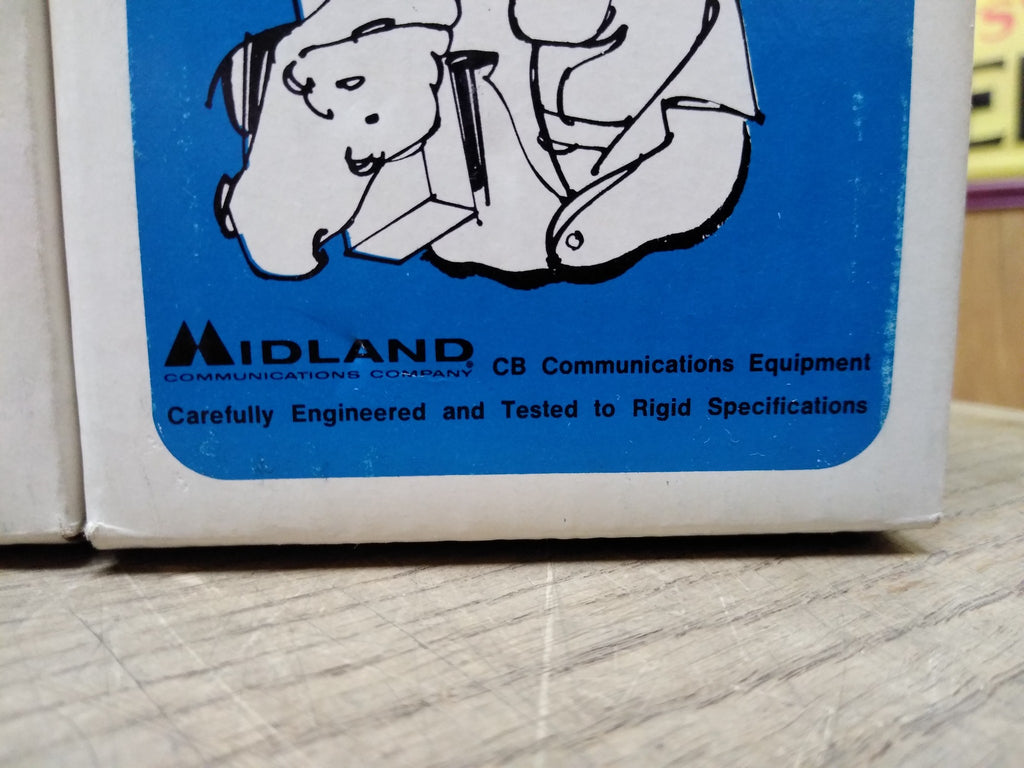 MIDLAND®
COMMUNICATIONS COMPANY
CB Communications Equipment
Carefully Engineered and Tested to Rigid Specifications